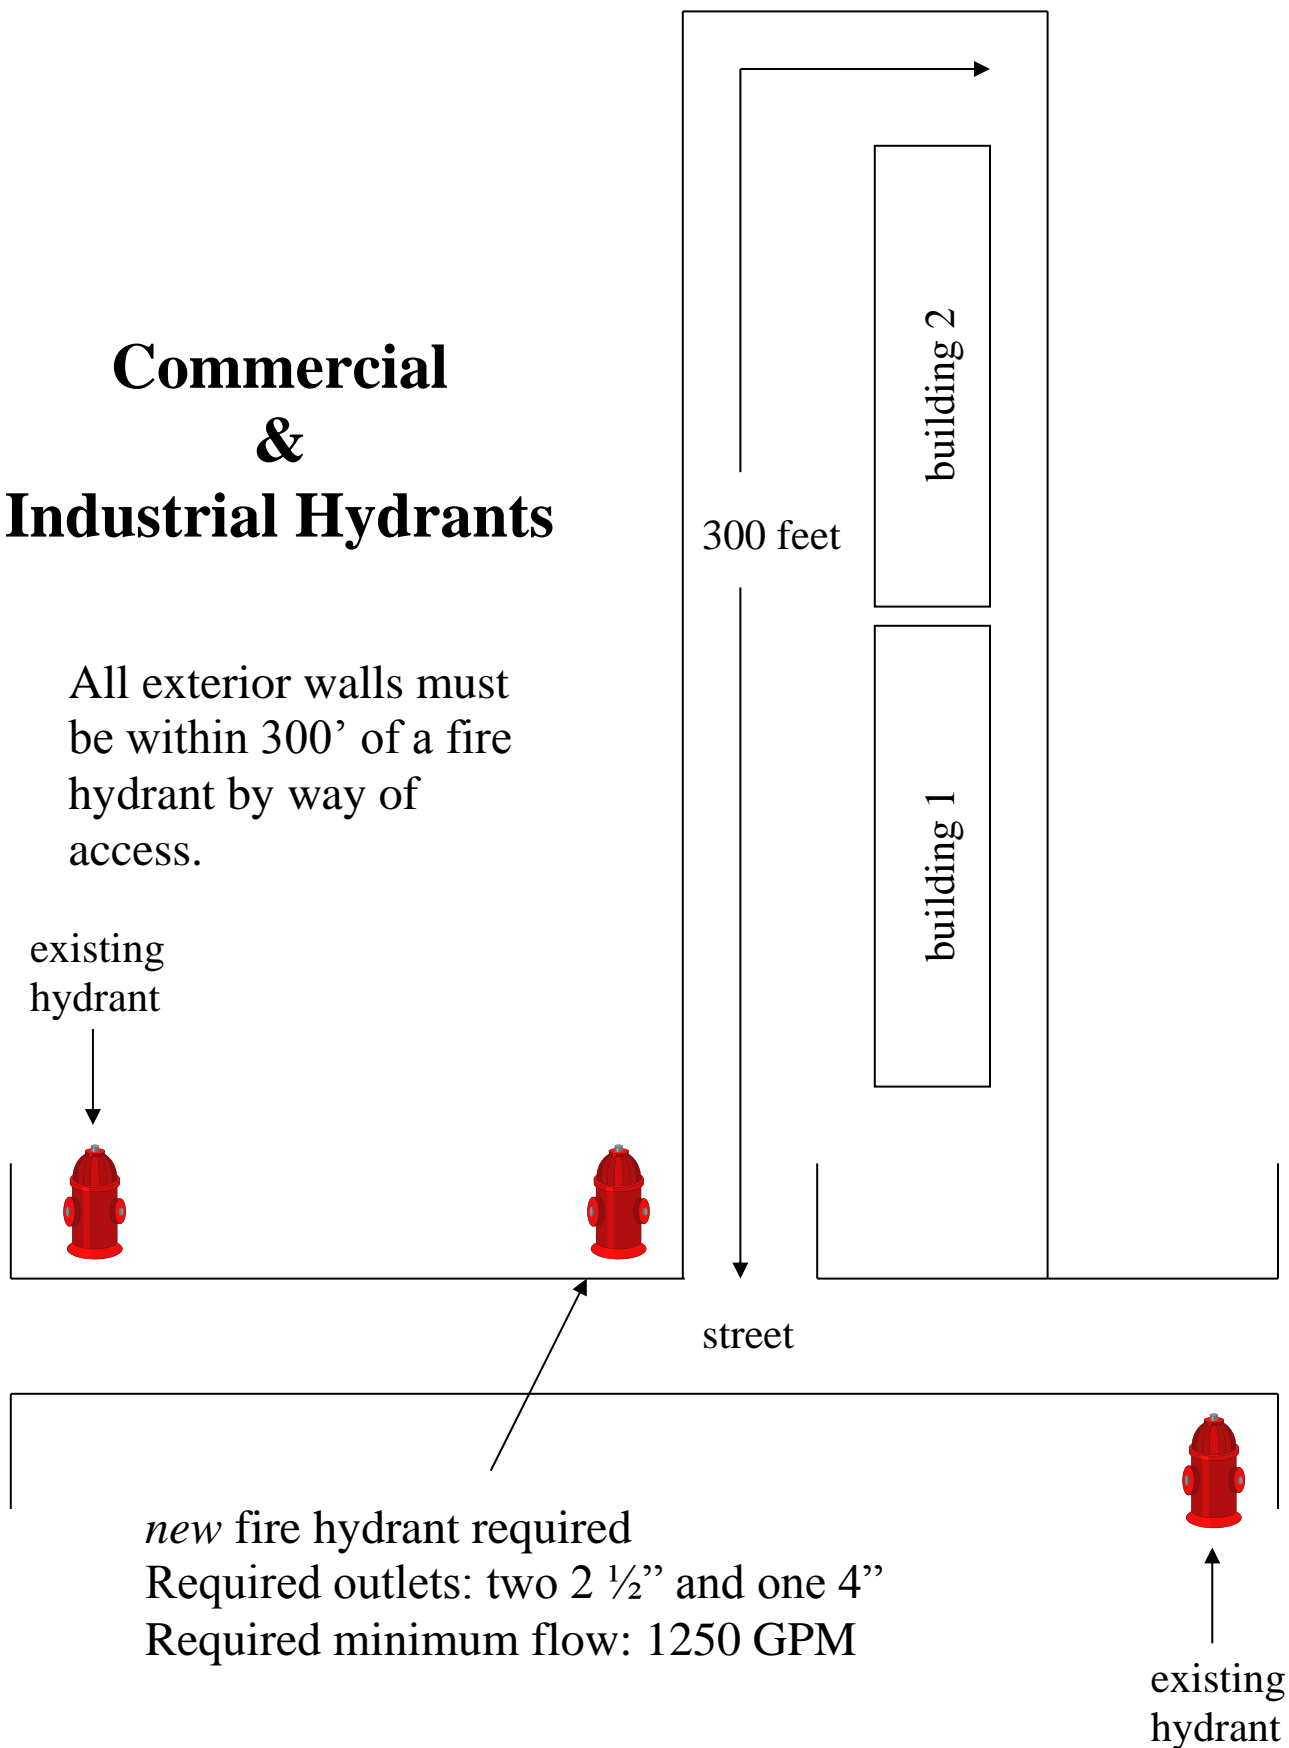 Commercial
&
Industrial Hydrants
building 2
300 feet
All exterior walls must
be within 300’ of a fire
hydrant by way of
access.
building 1
existing
hydrant
street
new fire hydrant required
Required outlets: two 2 ½” and one 4”
Required minimum flow: 1250 GPM
existing
hydrant